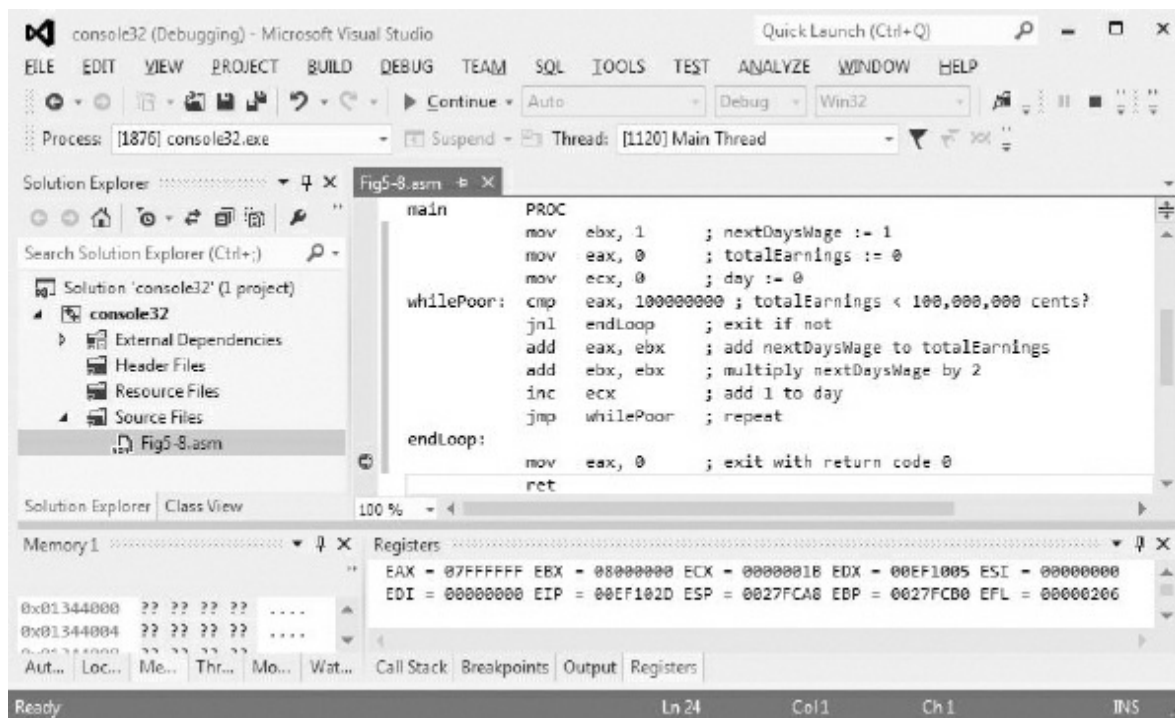 console32 (Debugging) - Microsoft Visual Studio
Quick Launch (Ctrl+Q)
FILE EDIT VIEW PROJECT BUILD DEBUG TEAM SQL TOOLS TEST ANALYZE WINDOW HELP
Continue Auto Debug Win32
Process: [1876] console32.exe Suspend Thread: [1120] Main Thread
Solution Explorer
Search Solution Explorer (Ctrl+;)
Solution 'console32' (1 project)
console32
External Dependencies
Header Files
Resource Files
Source Files
Fig5-8.asm
Solution Explorer Class View
Fig5-8.asm
main PROC
mov ebx, 1 ; nextDaysWage := 1
mov eax, 0 ; totalEarnings := 0
mov ecx, 0 ; day := 0
whilePoor: cmp eax, 100000000 ; totalEarnings < 100,000,000 cents?
jnl endLoop ; exit if not
add eax, ebx ; add nextDaysWage to totalEarnings
add ebx, ebx ; multiply nextDaysWage by 2
inc ecx ; add 1 to day
jmp whilePoor ; repeat
endLoop:
mov eax, 0 ; exit with return code 0
ret
100 %
Memory 1
0x01344000 ?? ?? ?? ?? ....
0x01344004 ?? ?? ?? ?? ....
Aut... Loc... Me... Thr... Mo... Wat...
Registers
EAX = 07FFFFFF EBX = 08000000 ECX = 0000001B EDX = 00EF1005 ESI = 00000000
EDI = 00000000 EIP = 00EF102D ESP = 0027FCA8 EBP = 0027FCB0 EFL = 00000206
Call Stack Breakpoints Output Registers
Ready Ln 24 Col 1 Ch 1 INS